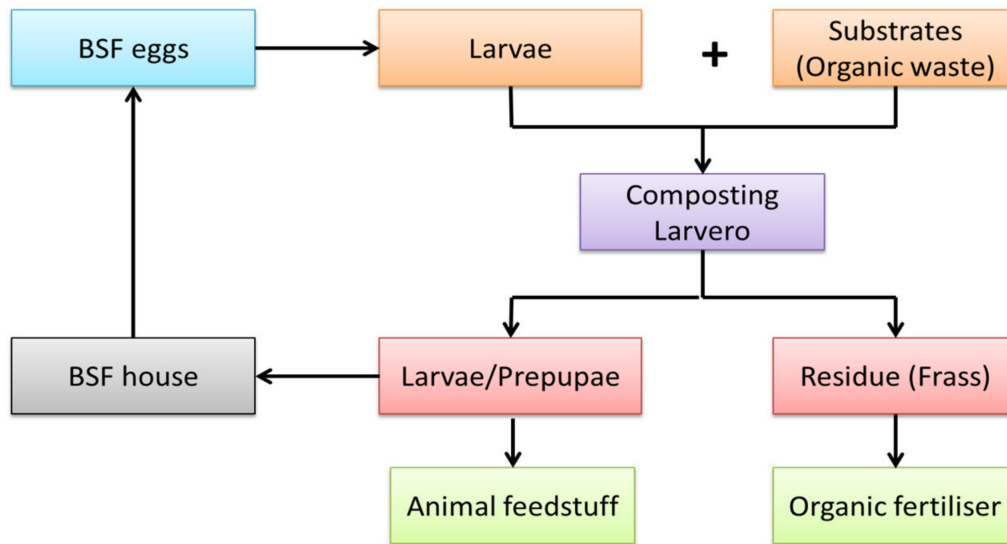 BSF eggs
Larvae
+
Substrates
(Organic waste)
Composting
Larvero
BSF house
Larvae/Prepupae
Residue (Frass)
Animal feedstuff
Organic fertiliser